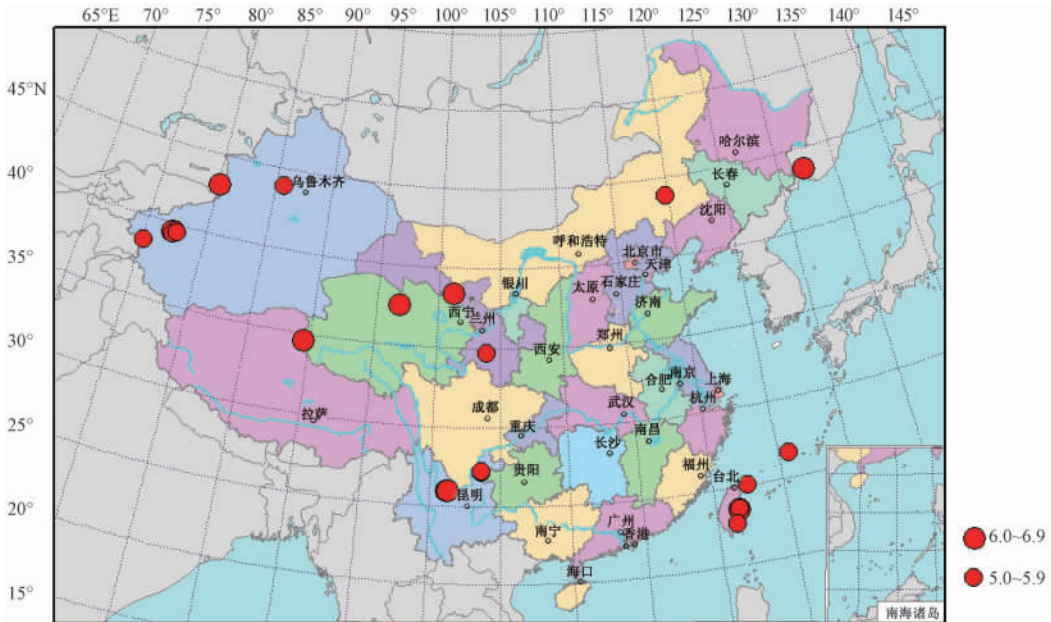 65°E 70° 75° 80° 85° 90° 95° 100° 105° 110° 115° 120° 125° 130° 135° 140° 145°
45°N
40°
35°
30°
25°
20°
15°
哈尔滨
长春
乌鲁木齐
沈阳
呼和浩特
北京市
天津
银川
太原
石家庄
西宁
兰州
济南
郑州
西安
合肥
南京
上海
拉萨
成都
武汉
杭州
重庆
南昌
长沙
贵阳
福州
台北
昆明
广州
香港
南宁
海口
6.0~6.9
5.0~5.9
南海诸岛